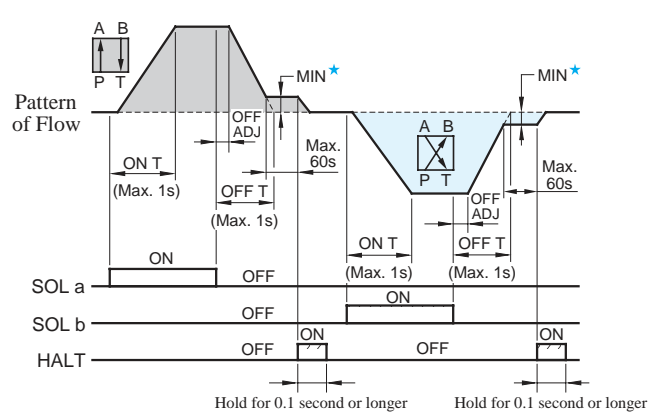 A B
P T
MIN★
MIN★
Pattern
of Flow
OFF
ADJ
A B
P T
Max.
60s
Max.
60s
ON T
(Max. 1s)
OFF T
(Max. 1s)
OFF
ADJ
ON T
(Max. 1s)
OFF T
(Max. 1s)
SOL a
ON
OFF
SOL b
OFF
ON
HALT
OFF
ON
OFF
ON
Hold for 0.1 second or longer
Hold for 0.1 second or longer